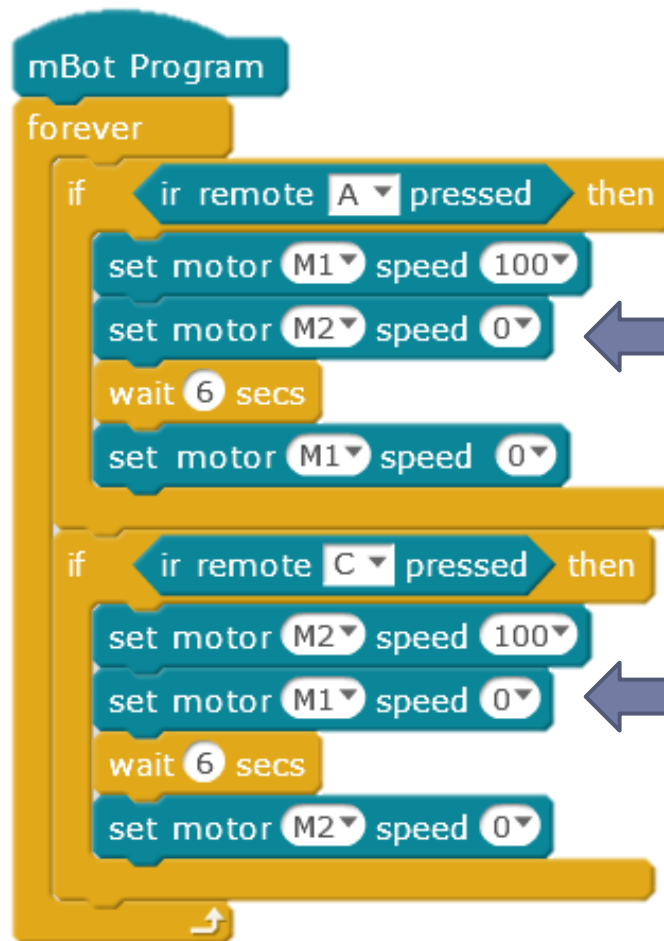 mBot Program
forever
if ir remote A pressed then
set motor M1 speed 100
set motor M2 speed 0
wait 6 secs
set motor M1 speed 0
if ir remote C pressed then
set motor M2 speed 100
set motor M1 speed 0
wait 6 secs
set motor M2 speed 0